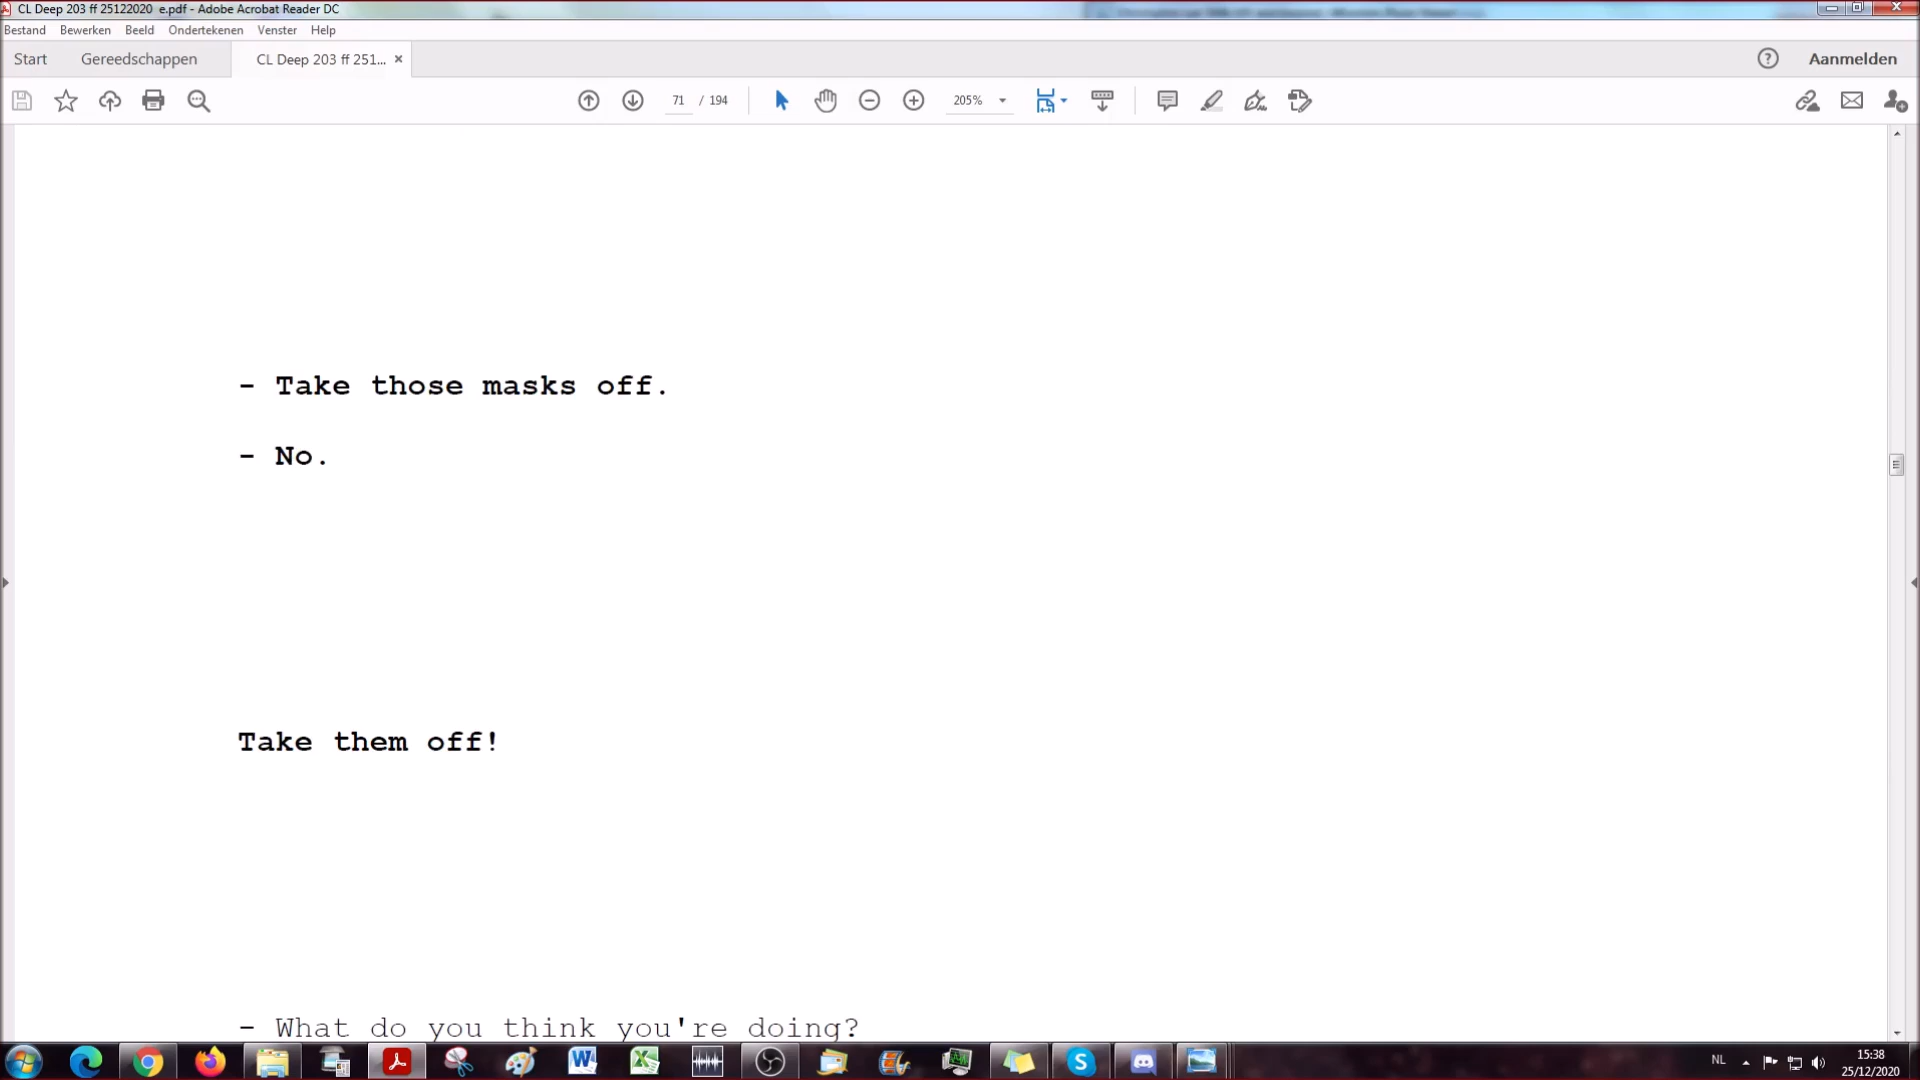 CL Deep 203 ff 25122020 e.pdf - Adobe Acrobat Reader DC
Bestand Bewerken Beeld Ondertekenen Venster Help
Start Gereedschappen CL Deep 203 ff 251... × Aanmelden
71 / 194 205%
- Take those masks off.
- No.
Take them off!
- What do you think you're doing?
NL 15:38
25/12/2020